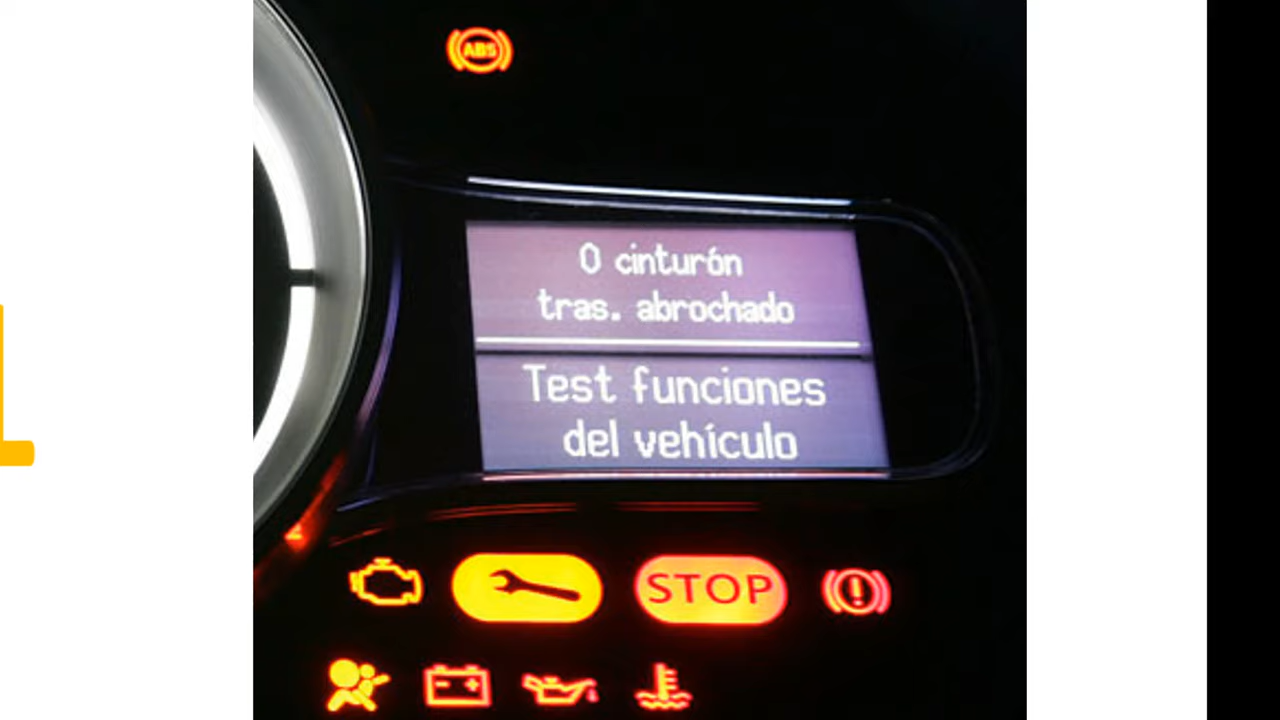 ABS
0 cinturón
tras. abrochado
Test funciones
del vehículo
STOP